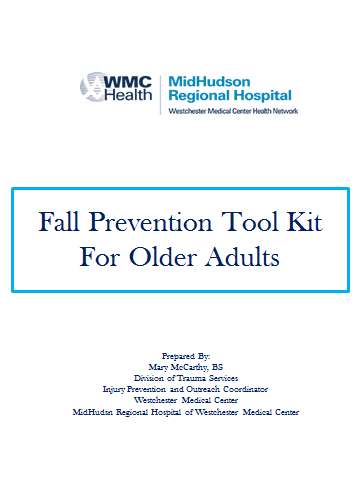 WMC
Health
MidHudson
Regional Hospital
Westchester Medical Center Health Network
Fall Prevention Tool Kit
For Older Adults
Prepared By:
Mary McCarthy, BS
Division of Trauma Services
Injury Prevention and Outreach Coordinator
Westchester Medical Center
MidHudsn Regional Hospital of Westchester Medical Center